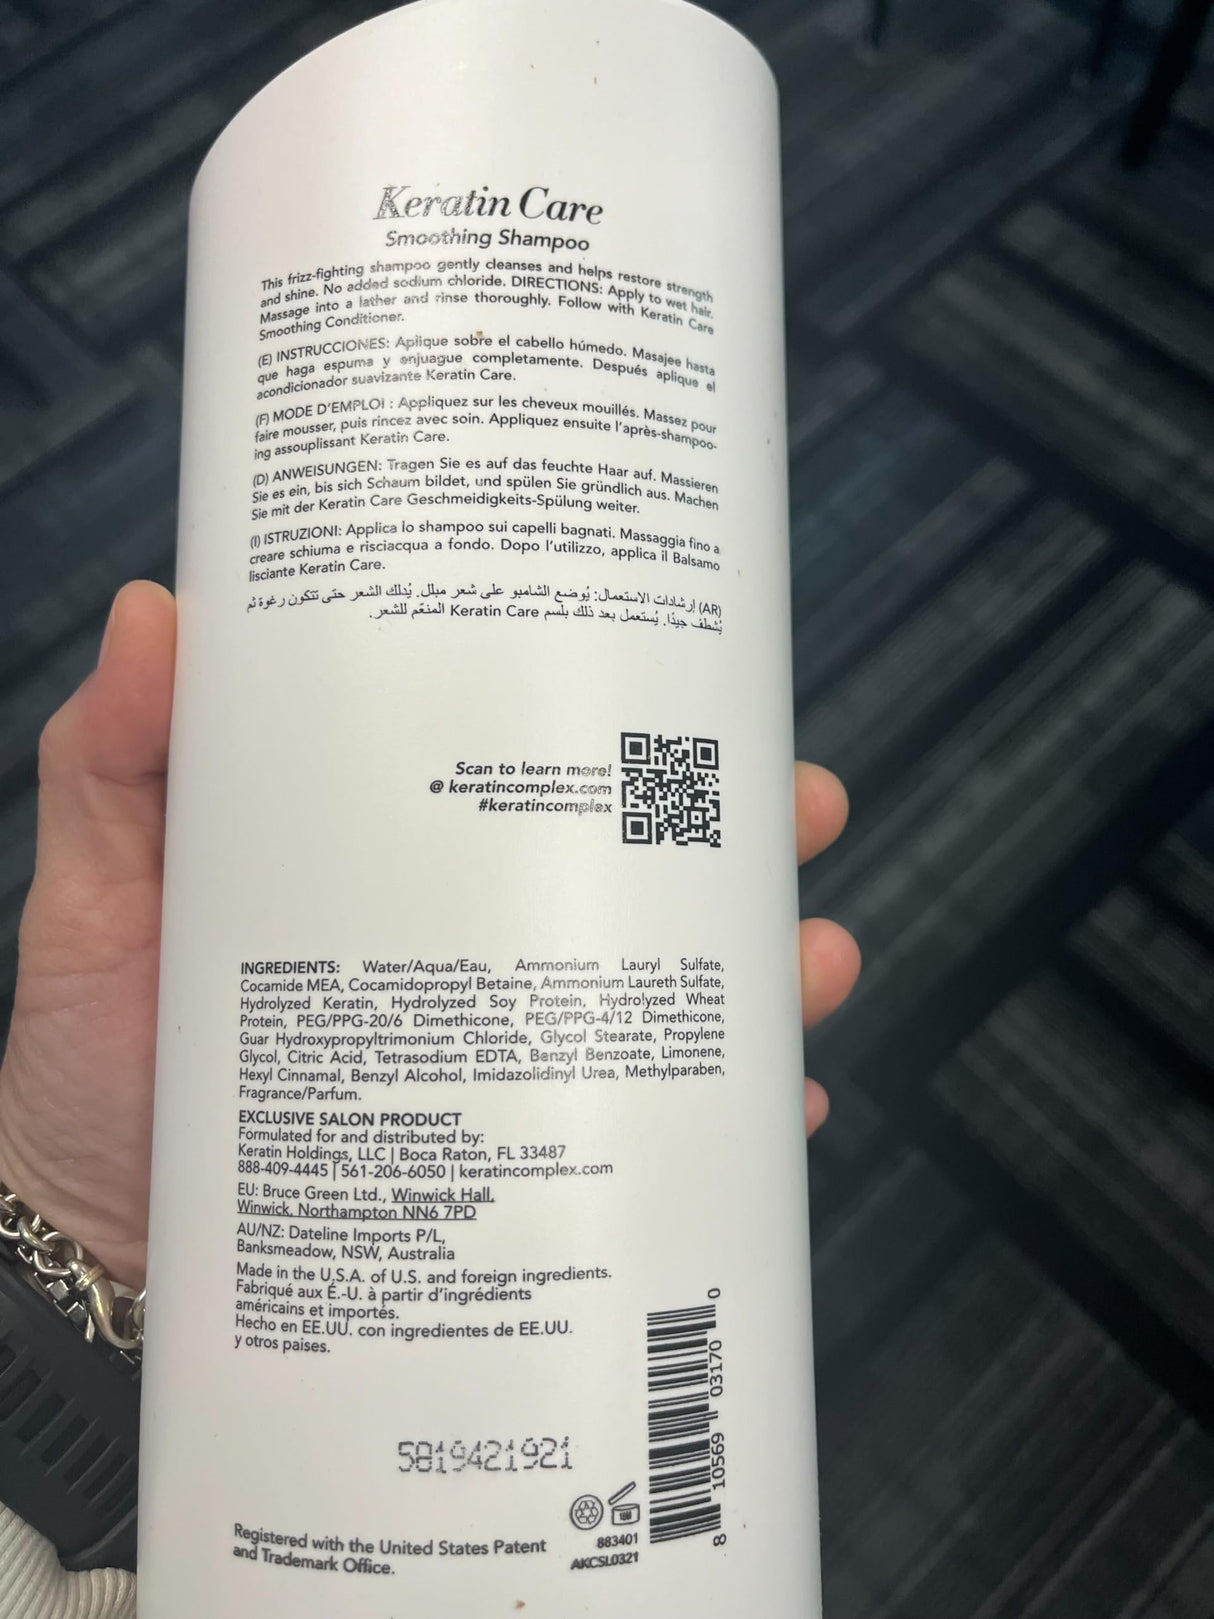 Keratin Care
Smoothing Shampoo
This frizz-fighting shampoo gently cleanses and helps restore strength
and shine. No added sodium chloride. DIRECTIONS: Apply to wet hair.
Massage into a lather and rinse thoroughly. Follow with Keratin Care
Smoothing Conditioner.
(E) INSTRUCCIONES: Aplique sobre el cabello húmedo. Masajee hasta
que haga espuma y enjuague completamente. Después aplique el
acondicionador suavizante Keratin Care.
(F) MODE D'EMPLOI : Appliquez sur les cheveux mouillés. Massez pour
faire mousser, puis rincez avec soin. Appliquez ensuite l'après-shampoo-
ing assouplissant Keratin Care.
(D) ANWEISUNGEN: Tragen Sie es auf das feuchte Haar auf. Massieren
Sie es ein, bis sich Schaum bildet, und spülen Sie gründlich aus. Machen
Sie mit der Keratin Care Geschmeidigkeits-Spülung weiter.
(I) ISTRUZIONI: Applica lo shampoo sui capelli bagnati. Massaggia fino a
creare schiuma e risciacqua a fondo. Dopo l'utilizzo, applica il Balsamo
lisciante Keratin Care.
(AR) إرشادات الاستعمال: يُوضع الشامبو على شعر مبلل. يُدلك الشعر حتى تتكون رغوة ثم
يُشطف جيدًا. يُستعمل بعد ذلك بلسم Keratin Care المنعّم للشعر.
Scan to learn more!
@ keratincomplex.com
#keratincomplex
INGREDIENTS: Water/Aqua/Eau, Ammonium Lauryl Sulfate,
Cocamide MEA, Cocamidopropyl Betaine, Ammonium Laureth Sulfate,
Hydrolyzed Keratin, Hydrolyzed Soy Protein, Hydrolyzed Wheat
Protein, PEG/PPG-20/6 Dimethicone, PEG/PPG-4/12 Dimethicone,
Guar Hydroxypropyltrimonium Chloride, Glycol Stearate, Propylene
Glycol, Citric Acid, Tetrasodium EDTA, Benzyl Benzoate, Limonene,
Hexyl Cinnamal, Benzyl Alcohol, Imidazolidinyl Urea, Methylparaben,
Fragrance/Parfum.
EXCLUSIVE SALON PRODUCT
Formulated for and distributed by:
Keratin Holdings, LLC | Boca Raton, FL 33487
888-409-4445 | 561-206-6050 | keratincomplex.com
EU: Bruce Green Ltd., Winwick Hall,
Winwick, Northampton NN6 7PD
AU/NZ: Dateline Imports P/L,
Banksmeadow, NSW, Australia
Made in the U.S.A. of U.S. and foreign ingredients.
Fabriqué aux É.-U. à partir d'ingrédients
américains et importés.
Hecho en EE.UU. con ingredientes de EE.UU.
y otros paises.
8 10569 03170 0
5819421921
18M
883401
AKCSL0321
Registered with the United States Patent
and Trademark Office.